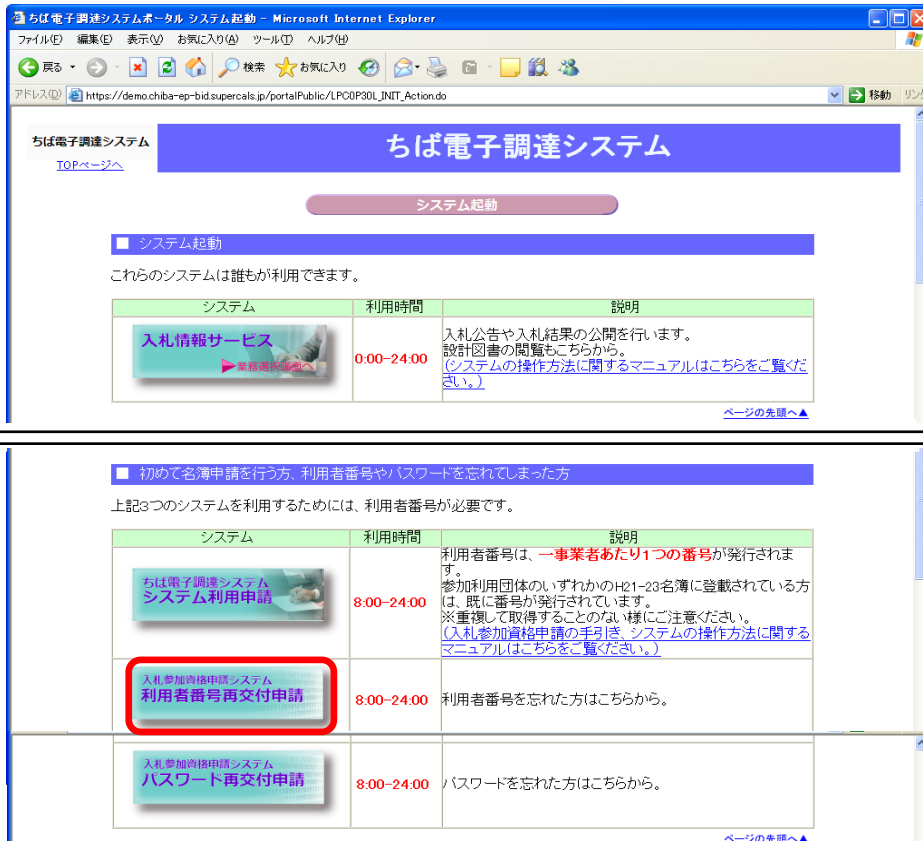 ちば電子調達システムポータル システム起動 - Microsoft Internet Explorer
ファイル(F) 編集(E) 表示(V) お気に入り(A) ツール(T) ヘルプ(H)
戻る 検索 お気に入り
アドレス(D) https://demo.chiba-ep-bid.supercals.jp/portalPublic/LPC0P30L_INIT_Action.do 移動 リンク
ちば電子調達システム
TOPページへ
ちば電子調達システム
システム起動
■ システム起動
これらのシステムは誰もが利用できます。
システム 利用時間 説明
入札情報サービス
▶業務選択画面へ
0:00-24:00
入札公告や入札結果の公開を行います。
設計図書の閲覧もこちらから。
(システムの操作方法に関するマニュアルはこちらをご覧くだ
さい。)
ページの先頭へ▲
■ 初めて名簿申請を行う方、利用者番号やパスワードを忘れてしまった方
上記3つのシステムを利用するためには、利用者番号が必要です。
システム 利用時間 説明
ちば電子調達システム
システム利用申請
8:00-24:00
利用者番号は、一事業者あたり1つの番号が発行されま
す。
参加利用団体のいずれかのH21-23名簿に登載されている方
は、既に番号が発行されています。
※重複して取得することのない様にご注意ください。
(入札参加資格申請の手引き、システムの操作方法に関する
マニュアルはこちらをご覧ください。)
入札参加資格申請システム
利用者番号再交付申請
8:00-24:00
利用者番号を忘れた方はこちらから。
入札参加資格申請システム
パスワード再交付申請
8:00-24:00
パスワードを忘れた方はこちらから。
ページの先頭へ▲